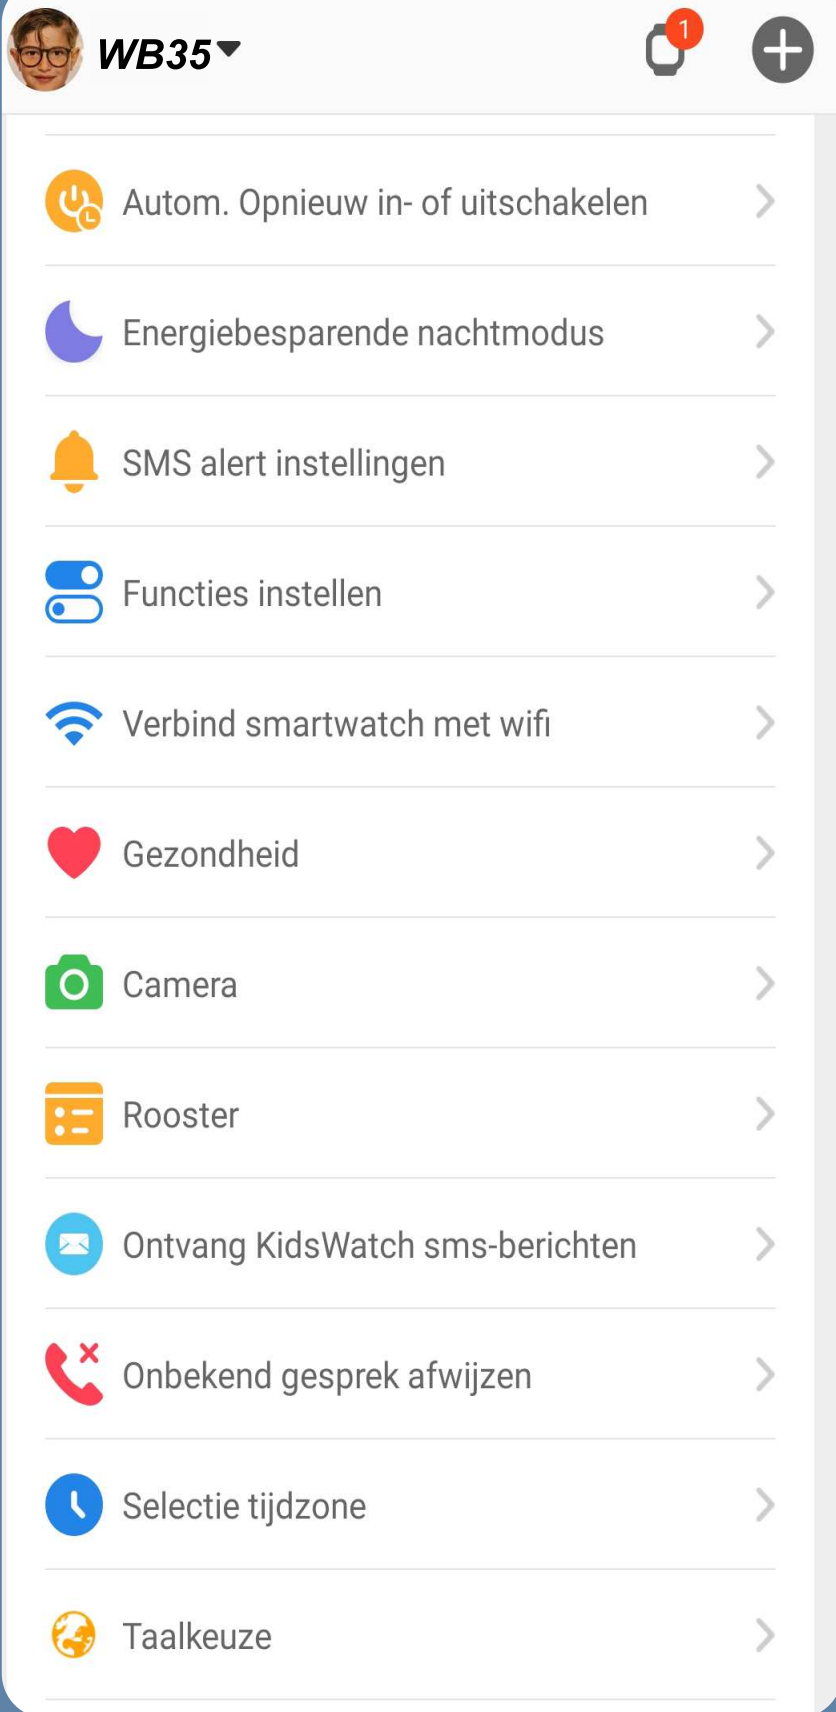 WB35
1
Autom. Opnieuw in- of uitschakelen
Energiebesparende nachtmodus
SMS alert instellingen
Functies instellen
Verbind smartwatch met wifi
Gezondheid
Camera
Rooster
Ontvang KidsWatch sms-berichten
Onbekend gesprek afwijzen
Selectie tijdzone
Taalkeuze